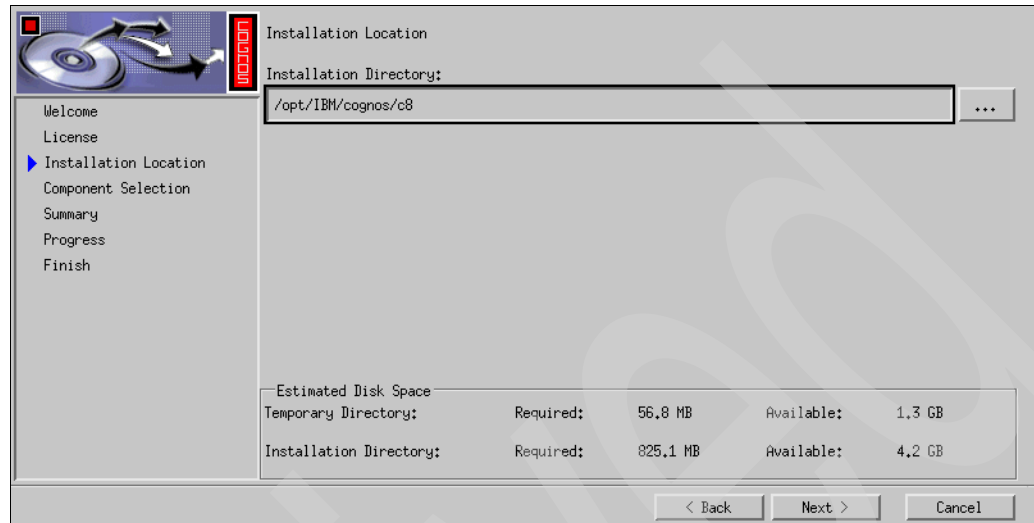 COGNOS
Installation Location
Installation Directory:
/opt/IBM/cognos/c8
...
Welcome
License
Installation Location
Component Selection
Summary
Progress
Finish
Estimated Disk Space
Temporary Directory: Required: 56.8 MB Available: 1.3 GB
Installation Directory: Required: 825.1 MB Available: 4.2 GB
< Back Next > Cancel